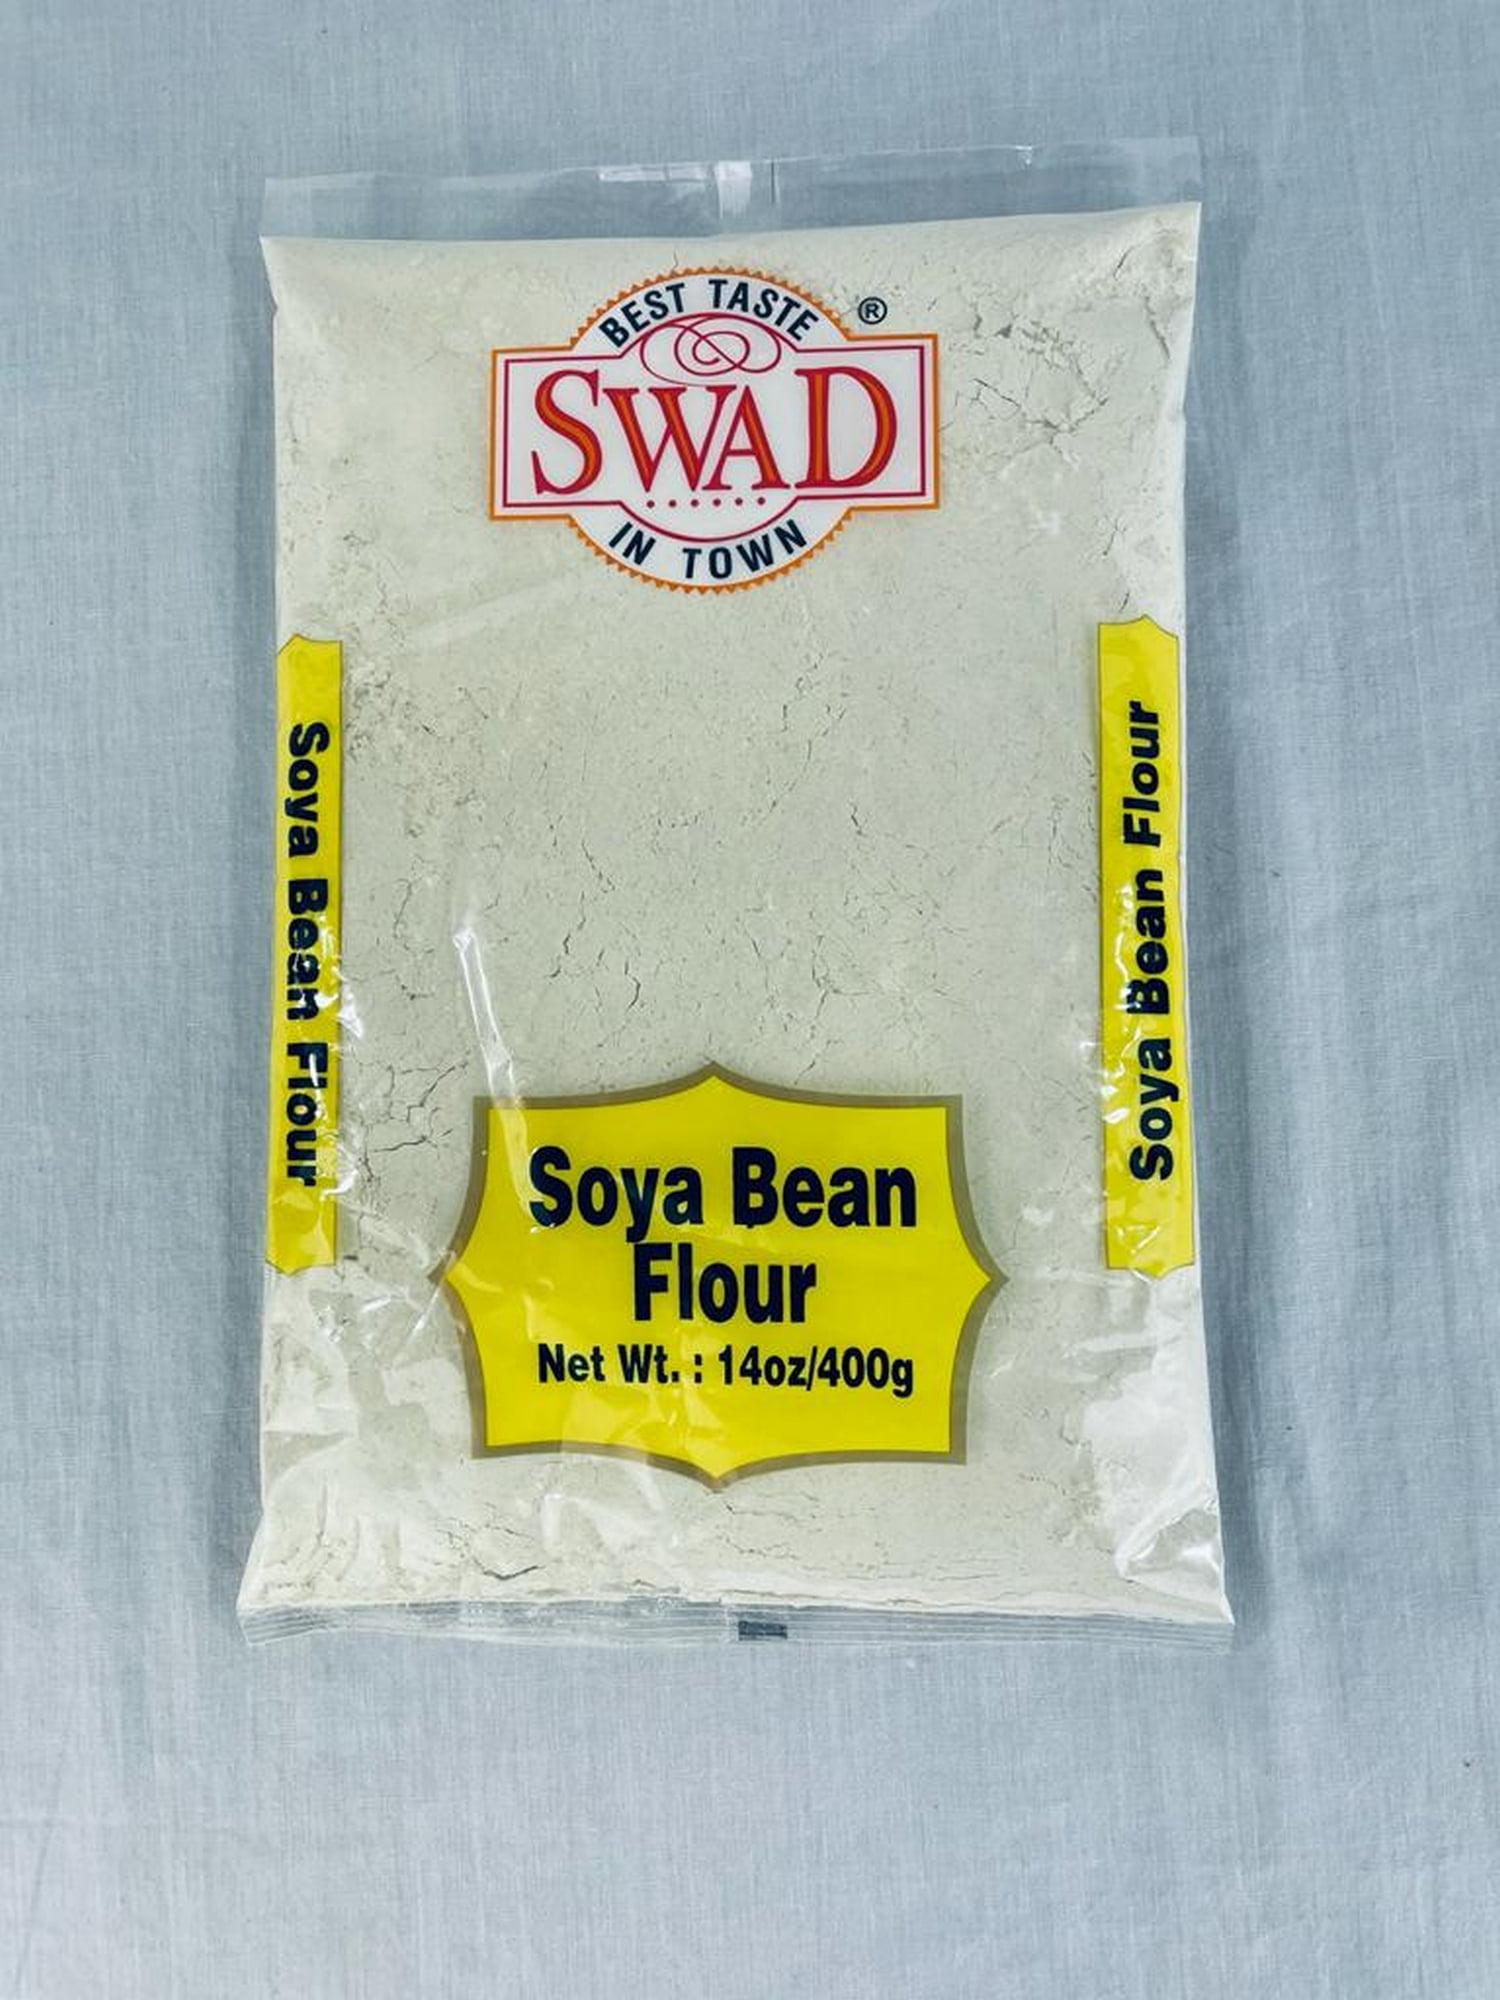 BEST TASTE
®
SWAD
IN TOWN
Soya Bean Flour
Soya Bean Flour
Soya Bean
Flour
Net Wt. : 14oz/400g